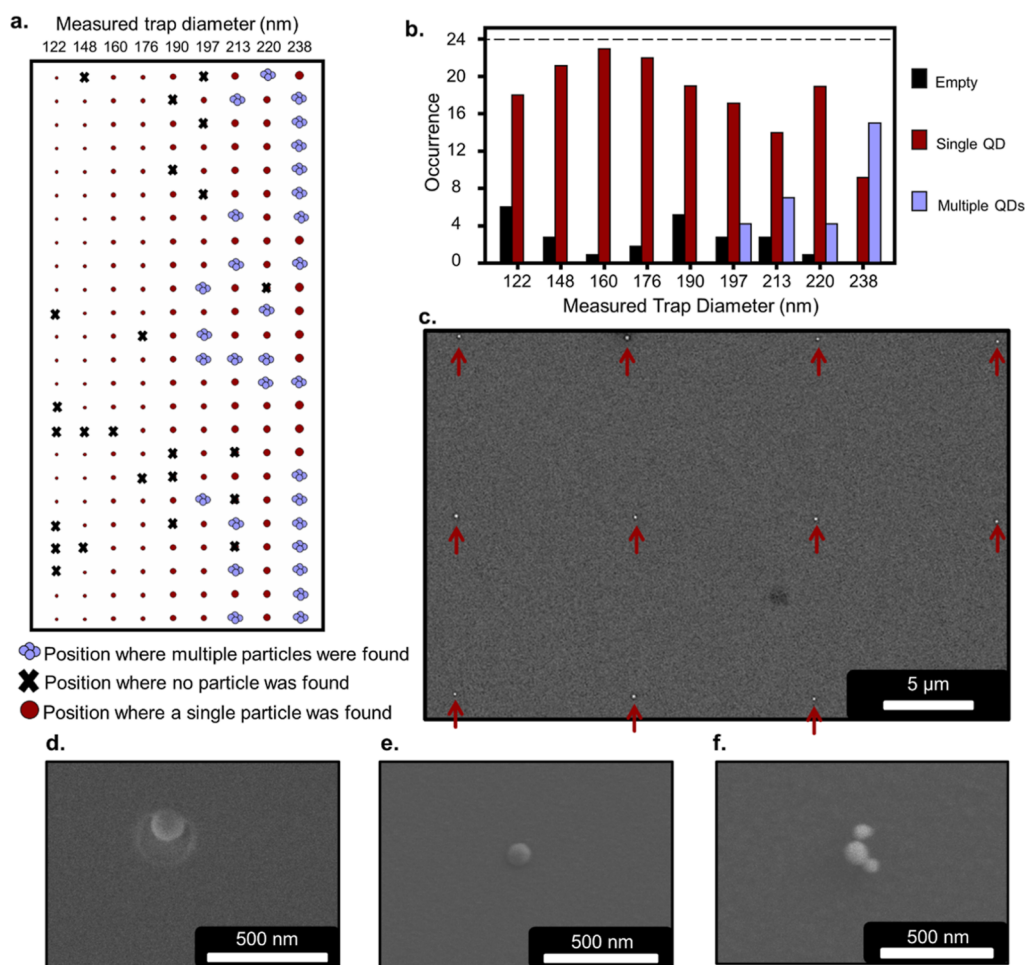 a.
Measured trap diameter (nm)
122 148 160 176 190 197 213 220 238
Position where multiple particles were found
Position where no particle was found
Position where a single particle was found
b.
24
20
16
12
8
4
0
Occurrence
122 148 160 176 190 197 213 220 238
Measured Trap Diameter (nm)
Empty
Single QD
Multiple QDs
c.
5 µm
d.
500 nm
e.
500 nm
f.
500 nm